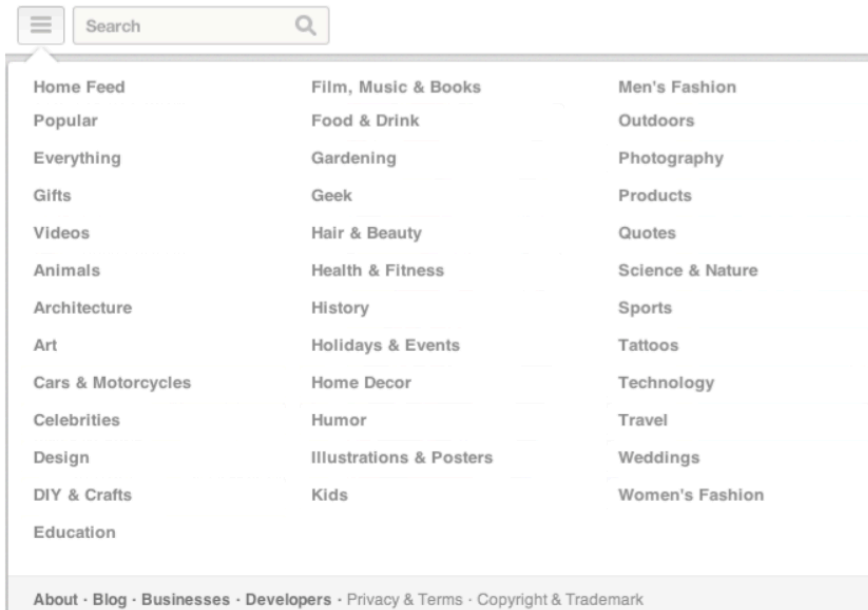 Search
Home Feed
Popular
Everything
Gifts
Videos
Animals
Architecture
Art
Cars & Motorcycles
Celebrities
Design
DIY & Crafts
Education
Film, Music & Books
Food & Drink
Gardening
Geek
Hair & Beauty
Health & Fitness
History
Holidays & Events
Home Decor
Humor
Illustrations & Posters
Kids
Men's Fashion
Outdoors
Photography
Products
Quotes
Science & Nature
Sports
Tattoos
Technology
Travel
Weddings
Women's Fashion
About · Blog · Businesses · Developers · Privacy & Terms · Copyright & Trademark